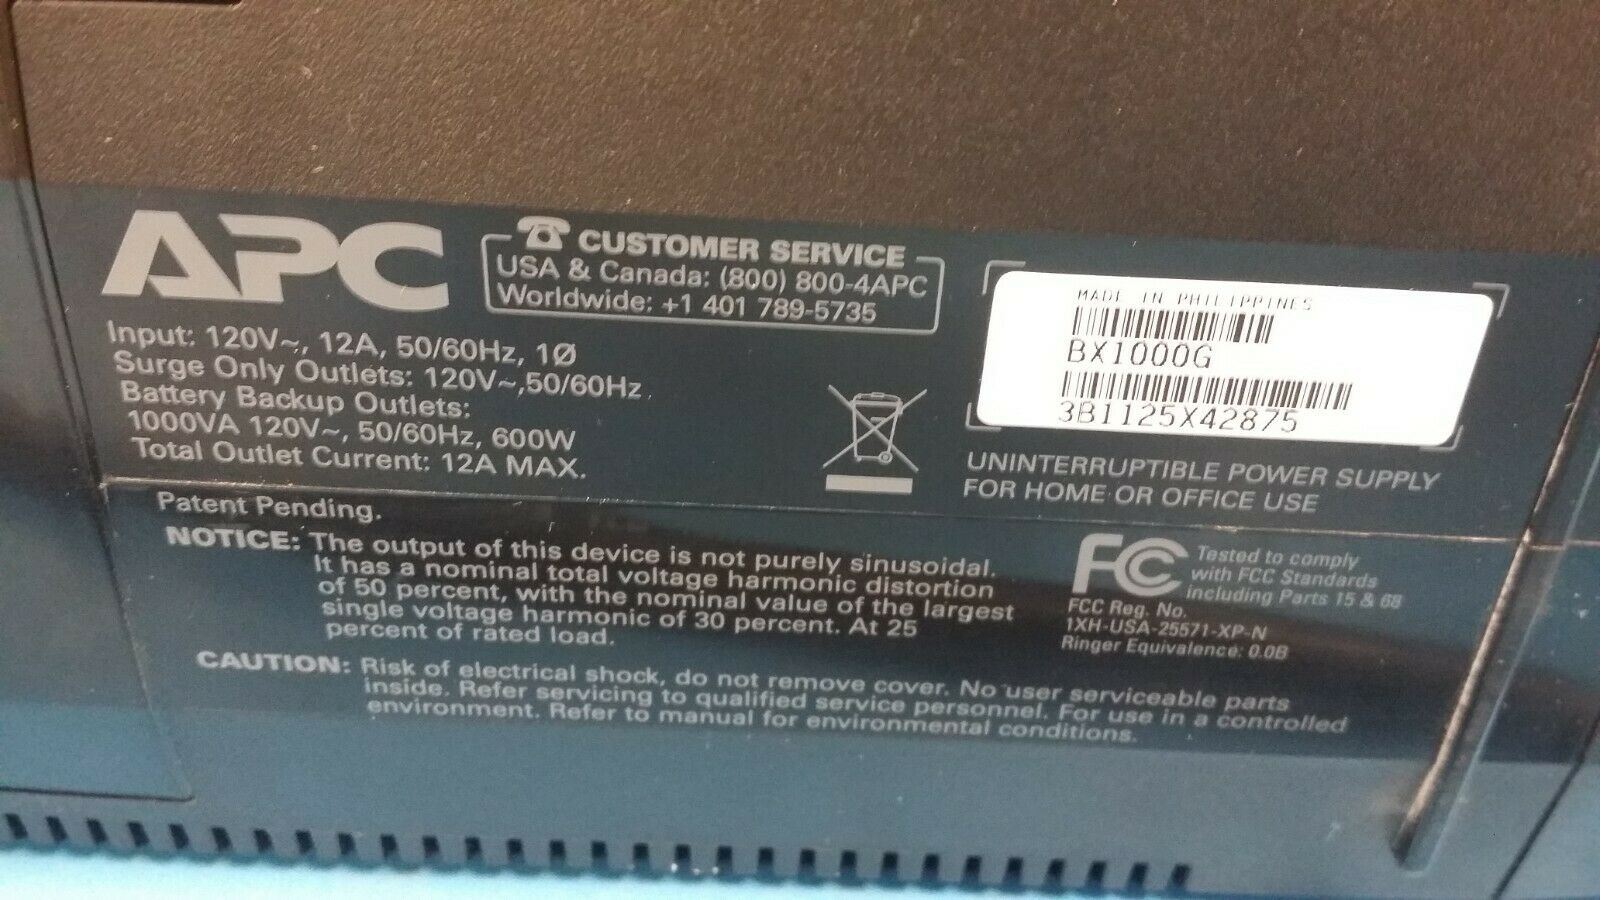 APC
CUSTOMER SERVICE
USA & Canada: (800) 800-4APC
Worldwide: +1 401 789-5735
Input: 120V~, 12A, 50/60Hz, 1Ø
Surge Only Outlets: 120V~,50/60Hz
Battery Backup Outlets:
1000VA 120V~, 50/60Hz, 600W
Total Outlet Current: 12A MAX.
MADE IN PHILIPPINES
BX1000G
3B1125X42875
UNINTERRUPTIBLE POWER SUPPLY
FOR HOME OR OFFICE USE
Patent Pending.
NOTICE: The output of this device is not purely sinusoidal.
It has a nominal total voltage harmonic distortion
of 50 percent, with the nominal value of the largest
single voltage harmonic of 30 percent. At 25
percent of rated load.
FC Tested to comply
with FCC Standards
including Parts 15 & 68
FCC Reg. No.
1XH-USA-25571-XP-N
Ringer Equivalence: 0.0B
CAUTION: Risk of electrical shock, do not remove cover. No user serviceable parts
inside. Refer servicing to qualified service personnel. For use in a controlled
environment. Refer to manual for environmental conditions.